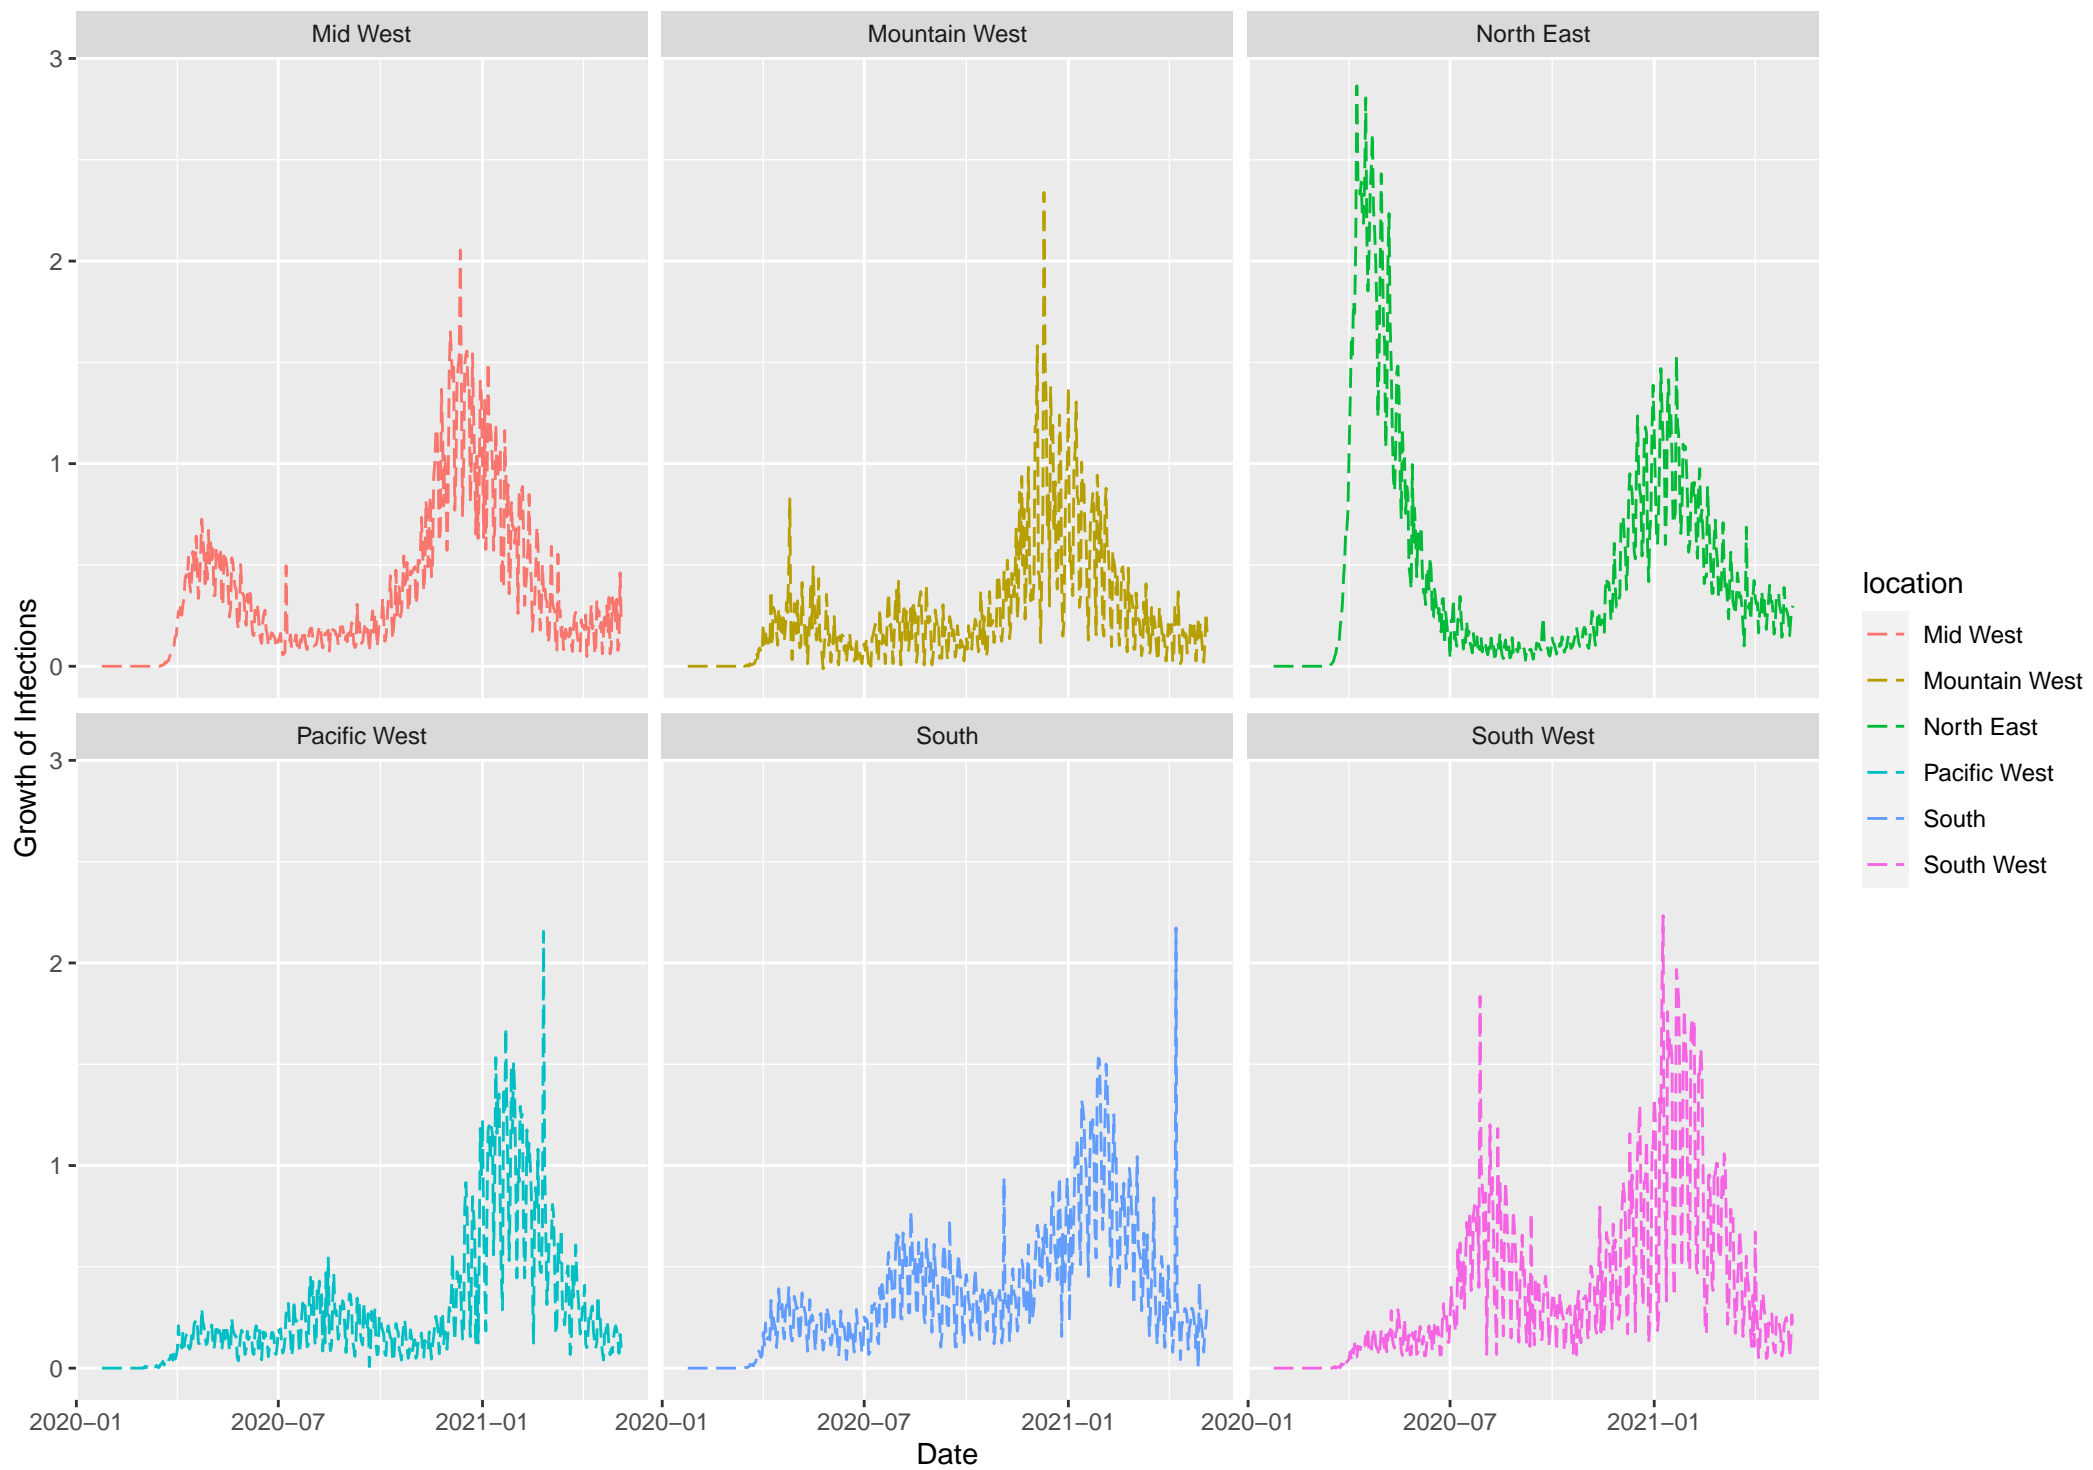 Mid West
Mountain West
North East
3
2
1
0
Pacific West
South
South West
3
2
1
0
2020–01
2020–07
2021–01
2020–01
2020–07
2021–01
2020–01
2020–07
2021–01
Date
Growth of Infections
location
Mid West
Mountain West
North East
Pacific West
South
South West